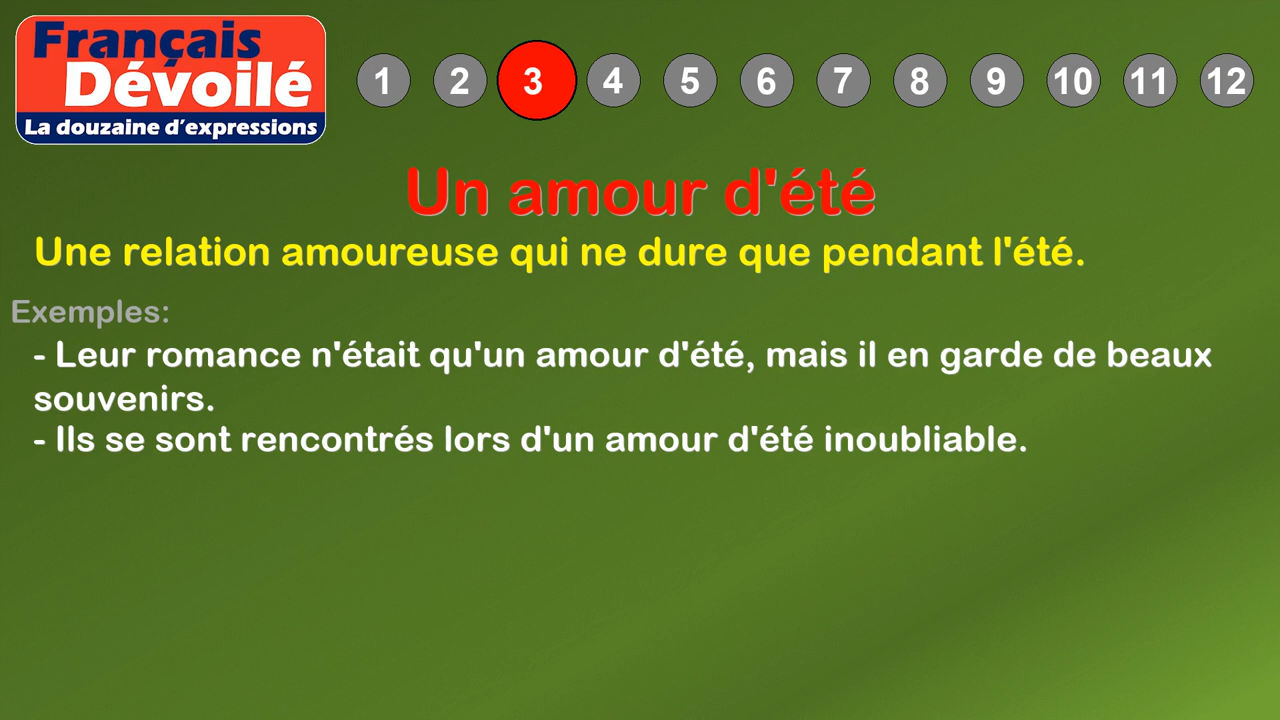 Français
Dévoilé
La douzaine d'expressions
1 2 3 4 5 6 7 8 9 10 11 12
Un amour d'été
Une relation amoureuse qui ne dure que pendant l'été.
Exemples:
- Leur romance n'était qu'un amour d'été, mais il en garde de beaux
souvenirs.
- Ils se sont rencontrés lors d'un amour d'été inoubliable.